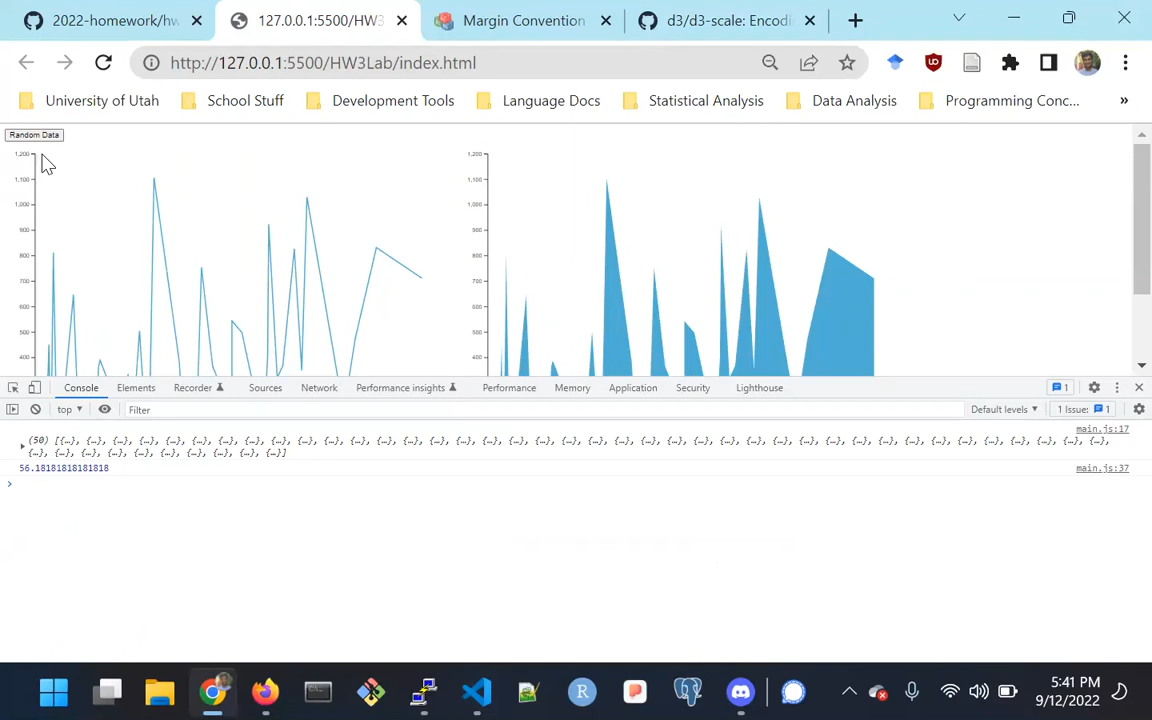 2022-homework/hw
127.0.0.1:5500/HW3
Margin Convention
d3/d3-scale: Encodi
http://127.0.0.1:5500/HW3Lab/index.html
University of Utah
School Stuff
Development Tools
Language Docs
Statistical Analysis
Data Analysis
Programming Conc...
»
Random Data
1,200
1,100
1,000
900
800
700
600
500
400
1,200
1,100
1,000
900
800
700
600
500
400
Console
Elements
Recorder
Sources
Network
Performance insights
Performance
Memory
Application
Security
Lighthouse
1
top
Filter
Default levels
1 Issue: 1
main.js:17
(50) [{…}, {…}, {…}, {…}, {…}, {…}, {…}, {…}, {…}, {…}, {…}, {…}, {…}, {…}, {…}, {…}, {…}, {…}, {…}, {…}, {…}, {…}, {…}, {…}, {…}, {…}, {…}, {…}, {…}, {…}, {…}, {…}, {…}, {…}, {…}, {…}, {…}, {…}, {…}, {…},
{…}, {…}, {…}, {…}, {…}, {…}, {…}, {…}, {…}]
56.18181818181818
main.js:37
R
5:41 PM
9/12/2022